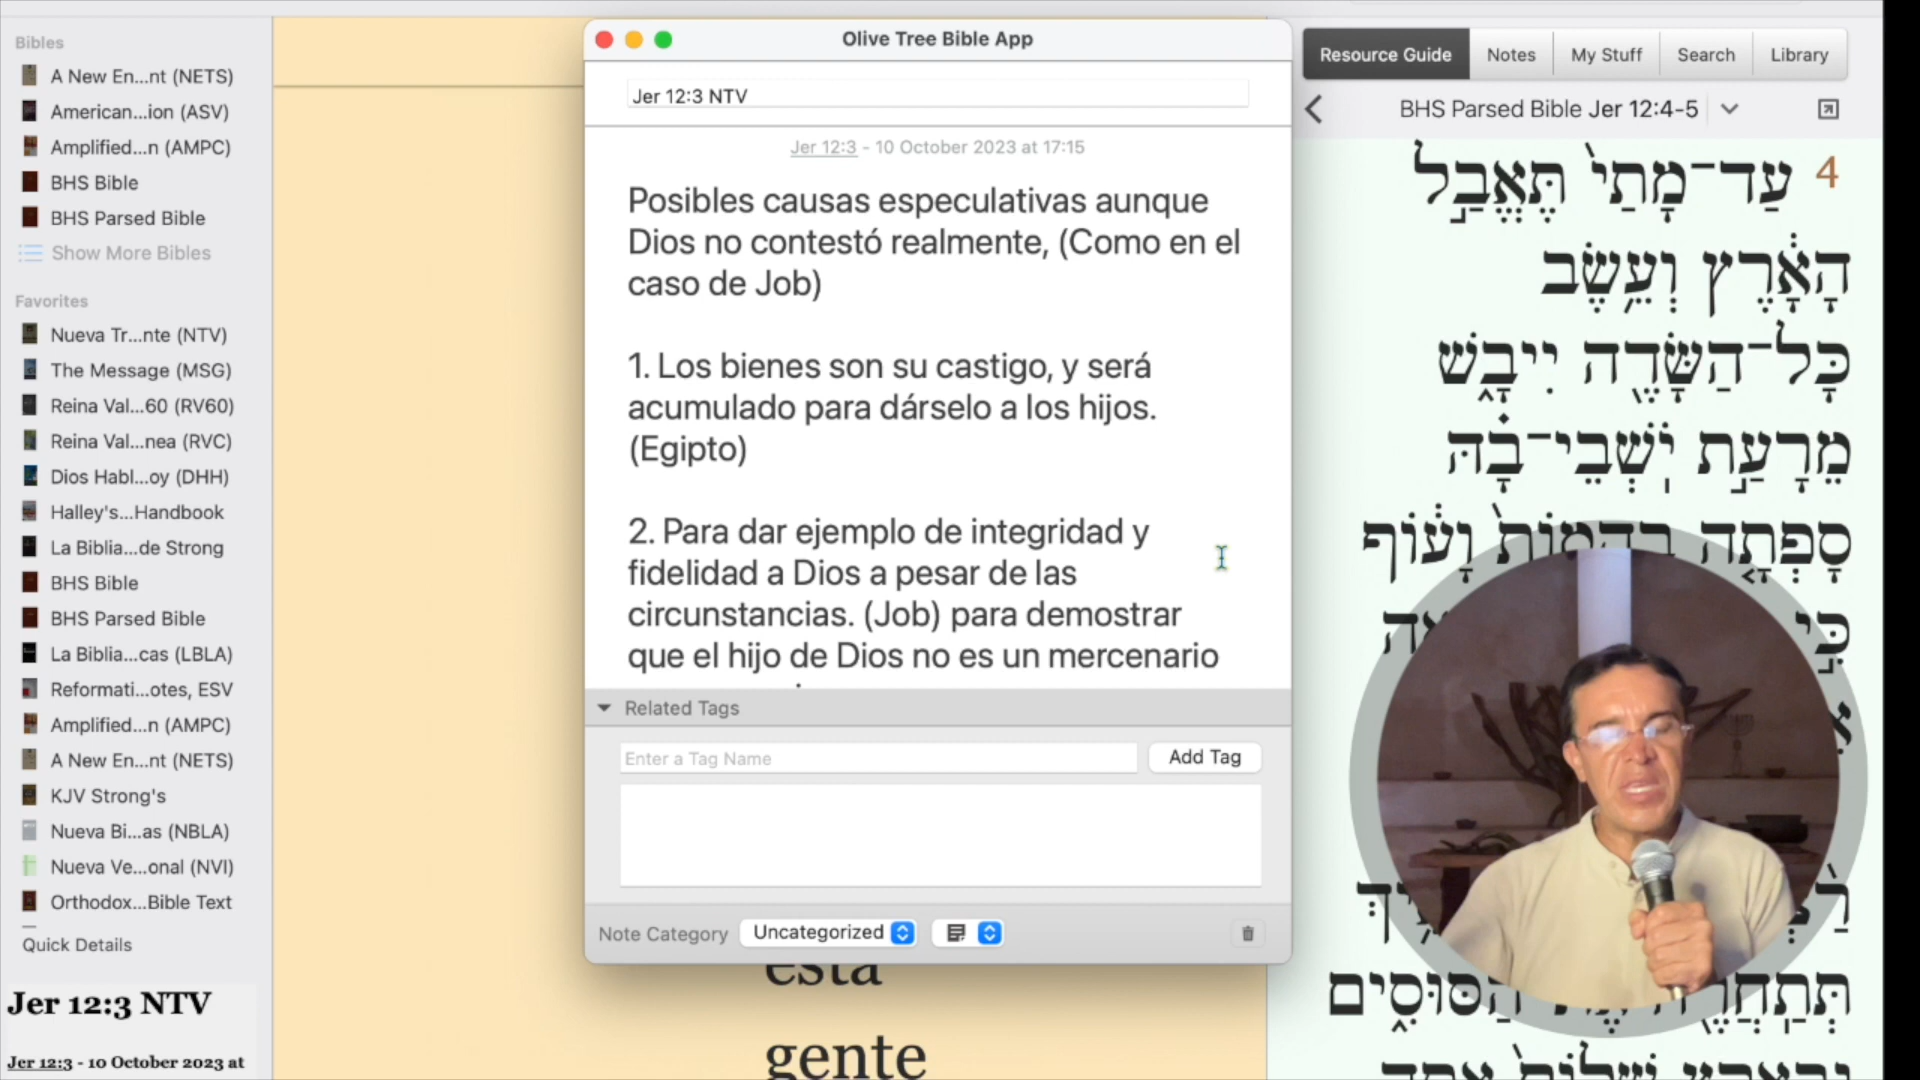 Bibles
A New En...nt (NETS)
American...ion (ASV)
Amplified...n (AMPC)
BHS Bible
BHS Parsed Bible
Show More Bibles
Favorites
Nueva Tr...nte (NTV)
The Message (MSG)
Reina Val...60 (RV60)
Reina Val...nea (RVC)
Dios Habl...oy (DHH)
Halley's...Handbook
La Biblia...de Strong
BHS Bible
BHS Parsed Bible
La Biblia...cas (LBLA)
Reformati...otes, ESV
Amplified...n (AMPC)
A New En...nt (NETS)
KJV Strong's
Nueva Bi...as (NBLA)
Nueva Ve...onal (NVI)
Orthodox...Bible Text
Quick Details
Jer 12:3 NTV
Jer 12:3 - 10 October 2023 at
Olive Tree Bible App
Jer 12:3 NTV
Jer 12:3 - 10 October 2023 at 17:15
Posibles causas especulativas aunque
Dios no contestó realmente, (Como en el
caso de Job)
1. Los bienes son su castigo, y será
acumulado para dárselo a los hijos.
(Egipto)
2. Para dar ejemplo de integridad y
fidelidad a Dios a pesar de las
circunstancias. (Job) para demostrar
que el hijo de Dios no es un mercenario
Related Tags
Enter a Tag Name
Add Tag
Note Category
Uncategorized
esta
gente
Resource Guide
Notes
My Stuff
Search
Library
BHS Parsed Bible Jer 12:4-5
4 עַד־מָתַי֙ תֶּאֱבַ֣ל
הָאָ֔רֶץ וְעֵ֥שֶׂב
כָּל־הַשָּׂדֶ֖ה יִיבָ֑שׁ
מֵרָעַ֣ת יֹֽשְׁבֵי־בָ֗הּ
סָפְתָ֤ה בְהֵמוֹת֙ וָע֔וֹף
כִּ֣י